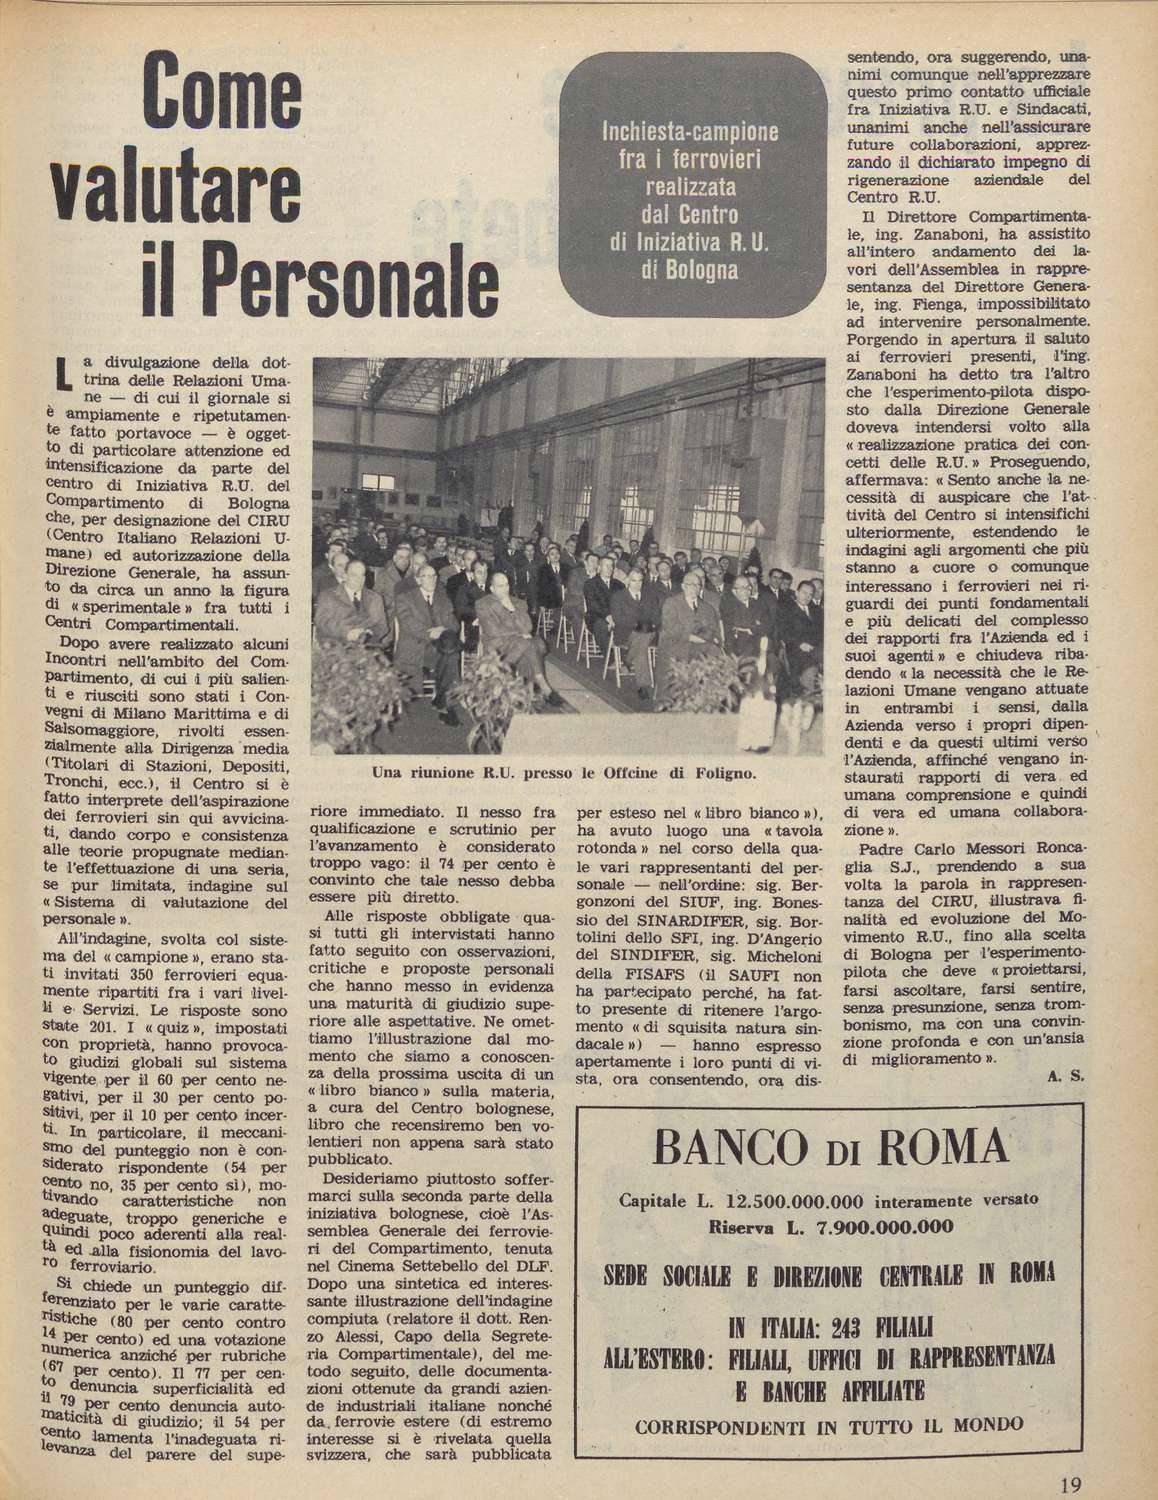 Come
valutare
il Personale
Inchiesta-campione
fra i ferrovieri
realizzata
dal Centro
di Iniziativa R.U.
di Bologna
La divulgazione della dot-
trina delle Relazioni Uma-
ne — di cui il giornale si
è ampiamente e ripetutamen-
te fatto portavoce — è ogget-
to di particolare attenzione ed
intensificazione da parte del
centro di Iniziativa R.U. del
Compartimento di Bologna
che, per designazione del CIRU
(Centro Italiano Relazioni U-
mane) ed autorizzazione della
Direzione Generale, ha assun-
to da circa un anno la figura
di « sperimentale » fra tutti i
Centri Compartimentali.
Dopo avere realizzato alcuni
Incontri nell'ambito del Com-
partimento, di cui i più salien-
ti e riusciti sono stati i Con-
vegni di Milano Marittima e di
Salsomaggiore, rivolti essen-
zialmente alla Dirigenza media
(Titolari di Stazioni, Depositi,
Tronchi, ecc.), il Centro si è
fatto interprete dell'aspirazione
dei ferrovieri sin qui avvicina-
ti, dando corpo e consistenza
alle teorie propugnate median-
te l'effettuazione di una seria,
se pur limitata, indagine sul
« Sistema di valutazione del
personale ».
All'indagine, svolta col siste-
ma del « campione », erano sta-
ti invitati 350 ferrovieri equa-
mente ripartiti fra i vari livel-
li e Servizi. Le risposte sono
state 201. I « quiz », impostati
con proprietà, hanno provoca-
to giudizi globali sul sistema
vigente per il 60 per cento ne-
gativi, per il 30 per cento po-
sitivi, per il 10 per cento incer-
ti. In particolare, il meccani-
smo del punteggio non è con-
siderato rispondente (54 per
cento no, 35 per cento sì), mo-
tivando caratteristiche non
adeguate, troppo generiche e
quindi poco aderenti alla real-
tà ed alla fisionomia del lavo-
ro ferroviario.
Si chiede un punteggio dif-
ferenziato per le varie caratte-
ristiche (80 per cento contro
14 per cento) ed una votazione
numerica anziché per rubriche
(67 per cento). Il 77 per cen-
to denuncia superficialità ed
il 79 per cento denuncia auto-
maticità di giudizio; il 54 per
cento lamenta l'inadeguata ri-
levanza del parere del supe-
Una riunione R.U. presso le Offcine di Foligno.
riore immediato. Il nesso fra
qualificazione e scrutinio per
l'avanzamento è considerato
troppo vago: il 74 per cento è
convinto che tale nesso debba
essere più diretto.
Alle risposte obbligate qua-
si tutti gli intervistati hanno
fatto seguito con osservazioni,
critiche e proposte personali
che hanno messo in evidenza
una maturità di giudizio supe-
riore alle aspettative. Ne omet-
tiamo l'illustrazione dal mo-
mento che siamo a conoscen-
za della prossima uscita di un
« libro bianco » sulla materia,
a cura del Centro bolognese,
libro che recensiremo ben vo-
lentieri non appena sarà stato
pubblicato.
Desideriamo piuttosto soffer-
marci sulla seconda parte della
iniziativa bolognese, cioè l'As-
semblea Generale dei ferrovie-
ri del Compartimento, tenuta
nel Cinema Settebello del DLF.
Dopo una sintetica ed interes-
sante illustrazione dell'indagine
compiuta (relatore il dott. Ren-
zo Alessi, Capo della Segrete-
ria Compartimentale), del me-
todo seguito, delle documenta-
zioni ottenute da grandi azien-
de industriali italiane nonché
da ferrovie estere (di estremo
interesse si è rivelata quella
svizzera, che sarà pubblicata
per esteso nel « libro bianco »),
ha avuto luogo una « tavola
rotonda » nel corso della qua-
le vari rappresentanti del per-
sonale — nell'ordine: sig. Ber-
gonzoni del SIUF, ing. Bones-
sio del SINARDIFER, sig. Bor-
tolini dello SFI, ing. D'Angerio
del SINDIFER, sig. Micheloni
della FISAFS (il SAUFI non
ha partecipato perché, ha fat-
to presente di ritenere l'argo-
mento « di squisita natura sin-
dacale ») — hanno espresso
apertamente i loro punti di vi-
sta, ora consentendo, ora dis-
sentendo, ora suggerendo, una-
nimi comunque nell'apprezzare
questo primo contatto ufficiale
fra Iniziativa R.U. e Sindacati,
unanimi anche nell'assicurare
future collaborazioni, apprez-
zando il dichiarato impegno di
rigenerazione aziendale del
Centro R.U.
Il Direttore Compartimenta-
le, ing. Zanaboni, ha assistito
all'intero andamento dei la-
vori dell'Assemblea in rappre-
sentanza del Direttore Genera-
le, ing. Fienga, impossibilitato
ad intervenire personalmente.
Porgendo in apertura il saluto
ai ferrovieri presenti, l'ing.
Zanaboni ha detto tra l'altro
che l'esperimento-pilota dispo-
sto dalla Direzione Generale
doveva intendersi volto alla
« realizzazione pratica dei con-
cetti delle R.U. » Proseguendo,
affermava: « Sento anche la ne-
cessità di auspicare che l'at-
tività del Centro si intensifichi
ulteriormente, estendendo le
indagini agli argomenti che più
stanno a cuore o comunque
interessano i ferrovieri nei ri-
guardi dei punti fondamentali
e più delicati del complesso
dei rapporti fra l'Azienda ed i
suoi agenti » e chiudeva riba-
dendo « la necessità che le Re-
lazioni Umane vengano attuate
in entrambi i sensi, dalla
Azienda verso i propri dipen-
denti e da questi ultimi verso
l'Azienda, affinché vengano in-
staurati rapporti di vera ed
umana comprensione e quindi
di vera ed umana collabora-
zione ».
Padre Carlo Messori Ronca-
glia S.J., prendendo a sua
volta la parola in rappresen-
tanza del CIRU, illustrava fi-
nalità ed evoluzione del Mo-
vimento R.U., fino alla scelta
di Bologna per l'esperimento-
pilota che deve « proiettarsi,
farsi ascoltare, farsi sentire,
senza presunzione, senza trom-
bonismo, ma con una convin-
zione profonda e con un'ansia
di miglioramento ».
A. S.
BANCO DI ROMA
Capitale L. 12.500.000.000 interamente versato
Riserva L. 7.900.000.000
SEDE SOCIALE E DIREZIONE CENTRALE IN ROMA
IN ITALIA: 243 FILIALI
ALL'ESTERO: FILIALI, UFFICI DI RAPPRESENTANZA
E BANCHE AFFILIATE
CORRISPONDENTI IN TUTTO IL MONDO
19